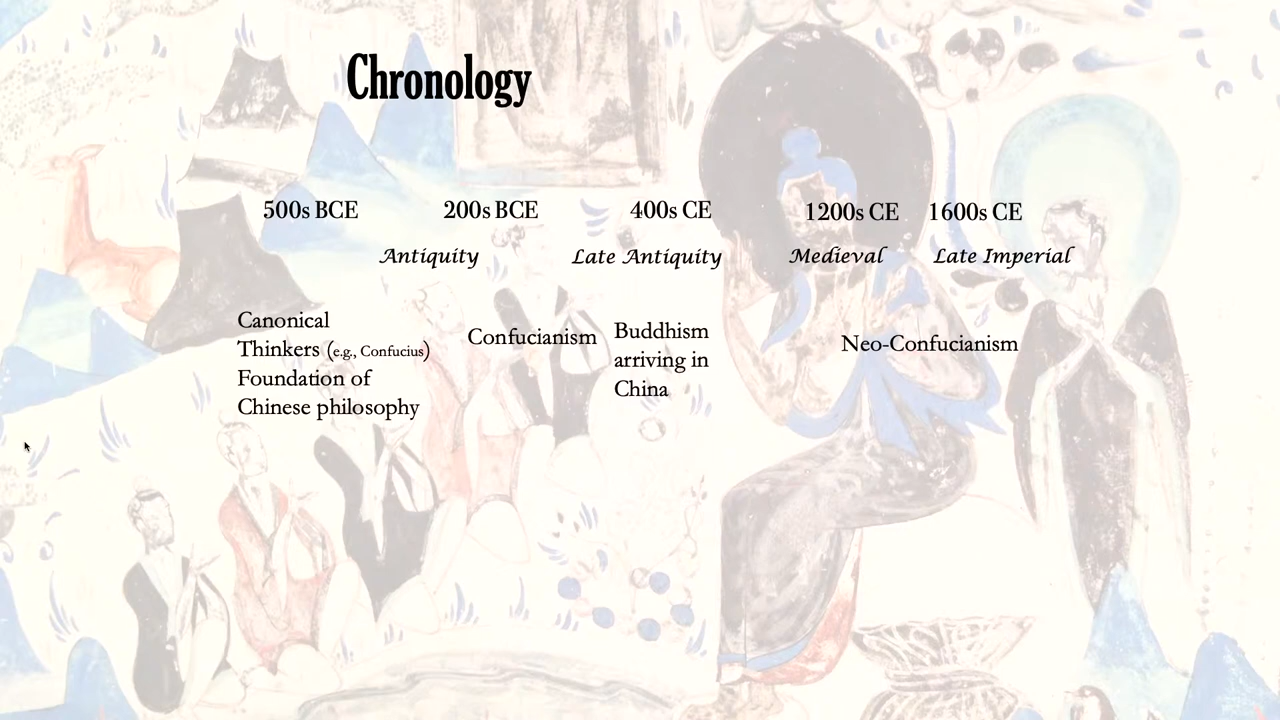 Chronology
500s BCE 200s BCE 400s CE 1200s CE 1600s CE
Antiquity Late Antiquity Medieval Late Imperial
Canonical
Thinkers (e.g., Confucius)
Foundation of
Chinese philosophy
Confucianism
Buddhism
arriving in
China
Neo-Confucianism